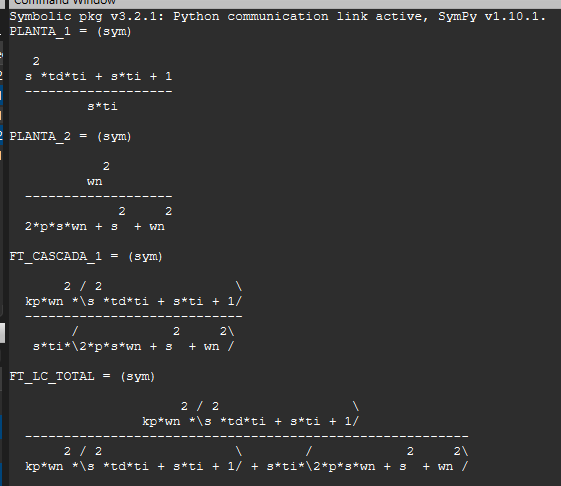 Command Window
Symbolic pkg v3.2.1: Python communication link active, SymPy v1.10.1.
PLANTA_1 = (sym)
   2
  s *td*ti + s*ti + 1
  -------------------
          s*ti
PLANTA_2 = (sym)
            2
          wn
  -------------------
              2     2
  2*p*s*wn + s  + wn
FT_CASCADA_1 = (sym)
       2 / 2                 \
  kp*wn *\s *td*ti + s*ti + 1/
  ----------------------------
        /            2     2\
   s*ti*\2*p*s*wn + s  + wn /
FT_LC_TOTAL = (sym)
                      2 / 2                 \
                 kp*wn *\s *td*ti + s*ti + 1/
  ---------------------------------------------------------
       2 / 2                 \        /            2     2\
  kp*wn *\s *td*ti + s*ti + 1/ + s*ti*\2*p*s*wn + s  + wn /